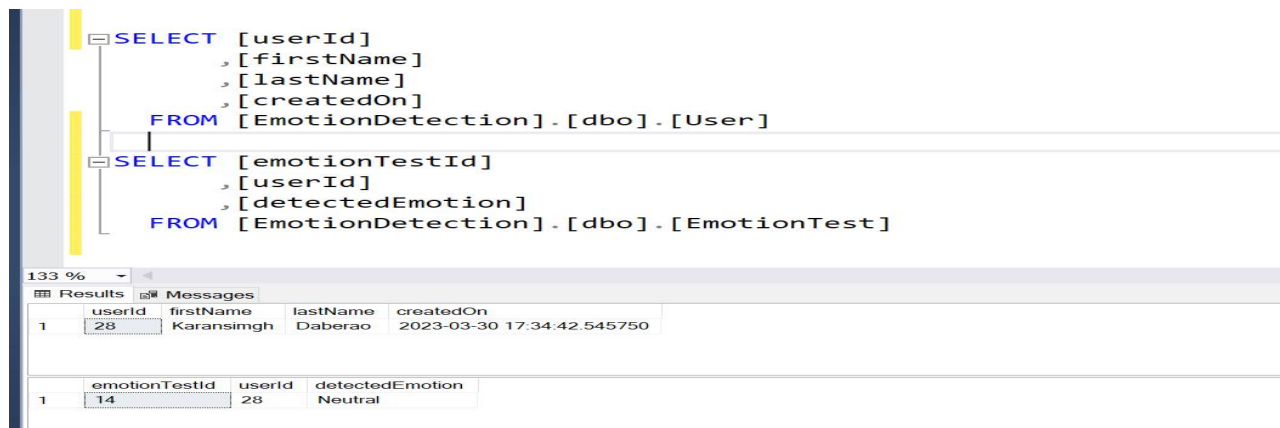 SELECT [userId]
,[firstName]
,[lastName]
,[createdOn]
FROM [EmotionDetection].[dbo].[User]
SELECT [emotionTestId]
,[userId]
,[detectedEmotion]
FROM [EmotionDetection].[dbo].[EmotionTest]
133 %
Results Messages
userId firstName lastName createdOn
1 28 Karansimgh Daberao 2023-03-30 17:34:42.545750
emotionTestId userId detectedEmotion
1 14 28 Neutral